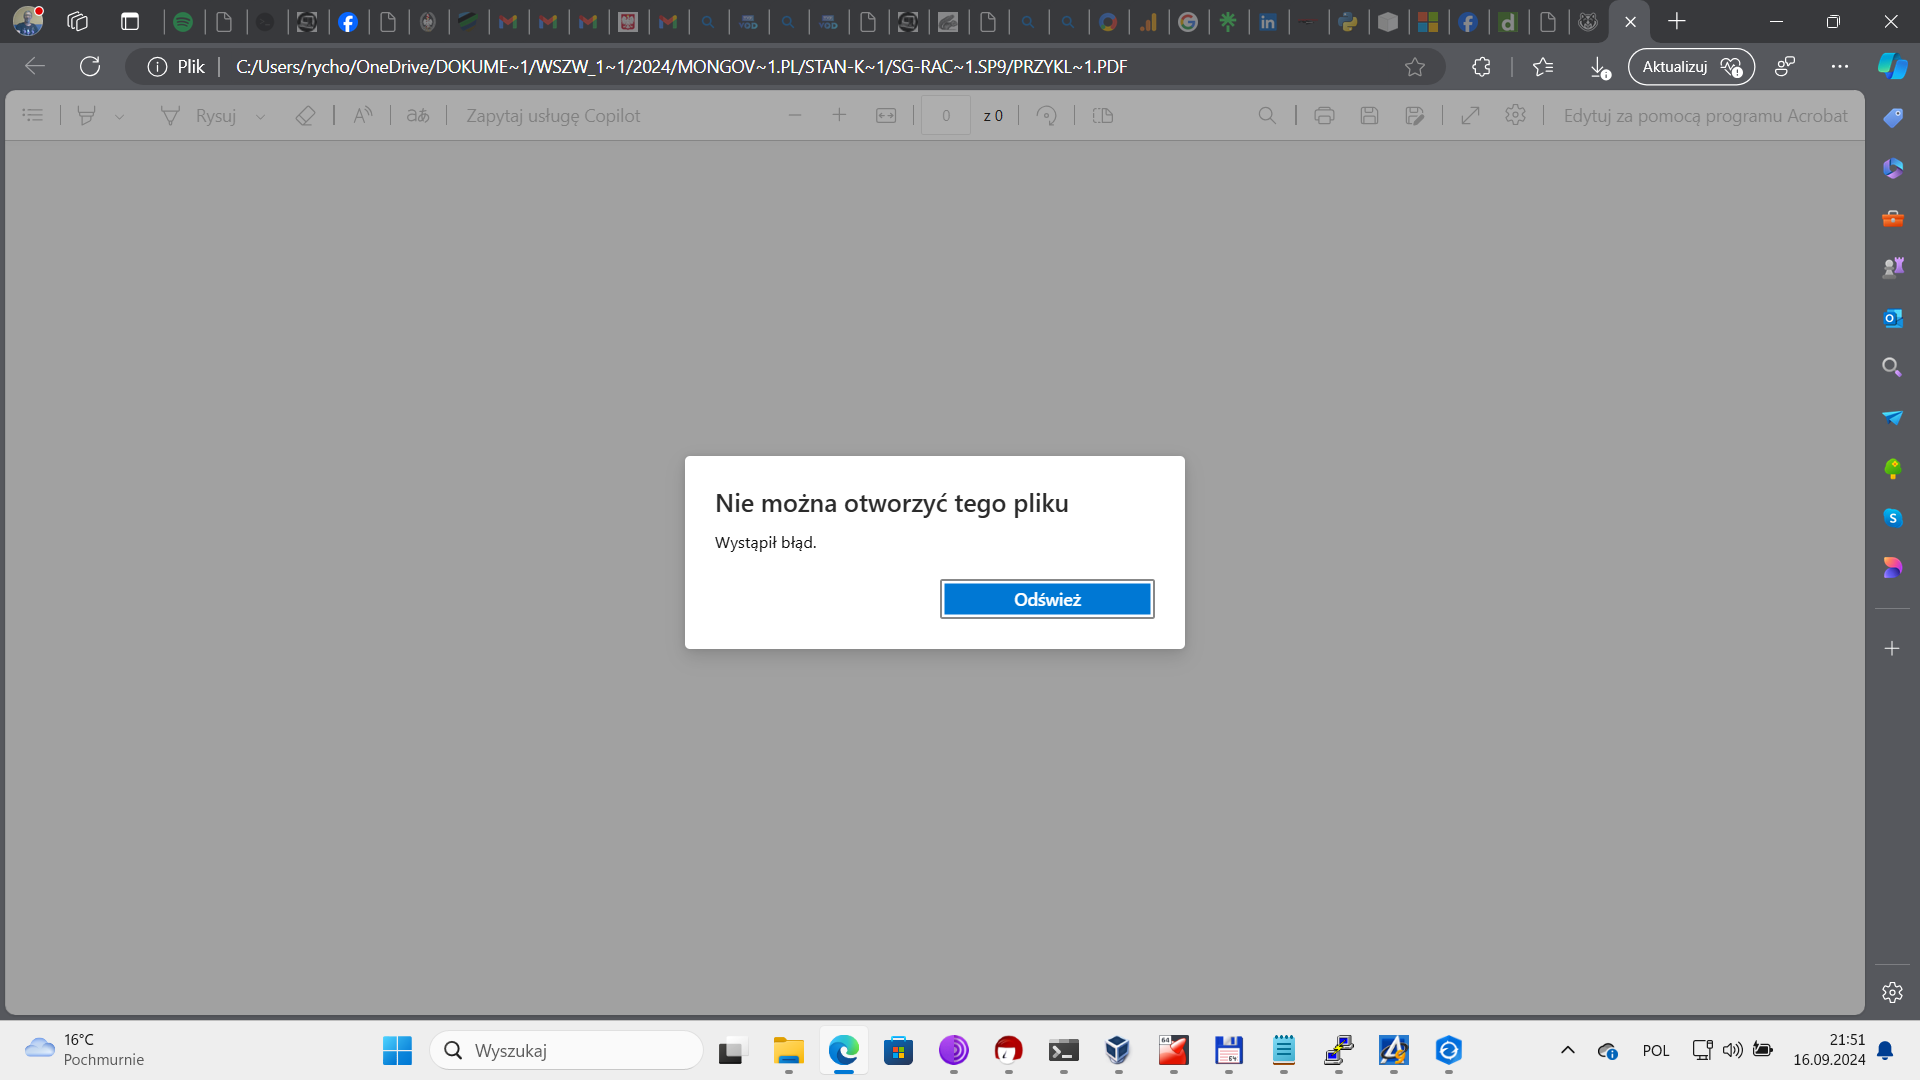 Plik
C:/Users/rycho/OneDrive/DOKUME~1/WSZW_1~1/2024/MONGOV~1.PL/STAN-K~1/SG-RAC~1.SP9/PRZYKL~1.PDF
Aktualizuj
Rysuj
aあ
Zapytaj usługę Copilot
0
z 0
Edytuj za pomocą programu Acrobat
Nie można otworzyć tego pliku
Wystąpił błąd.
Odśwież
16°C
Pochmurnie
Wyszukaj
POL
21:51
16.09.2024